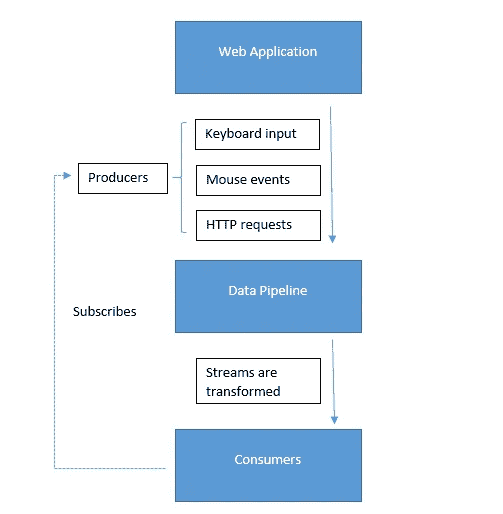 Web Application
Keyboard input
Producers
Mouse events
HTTP requests
Data Pipeline
Subscribes
Streams are
transformed
Consumers